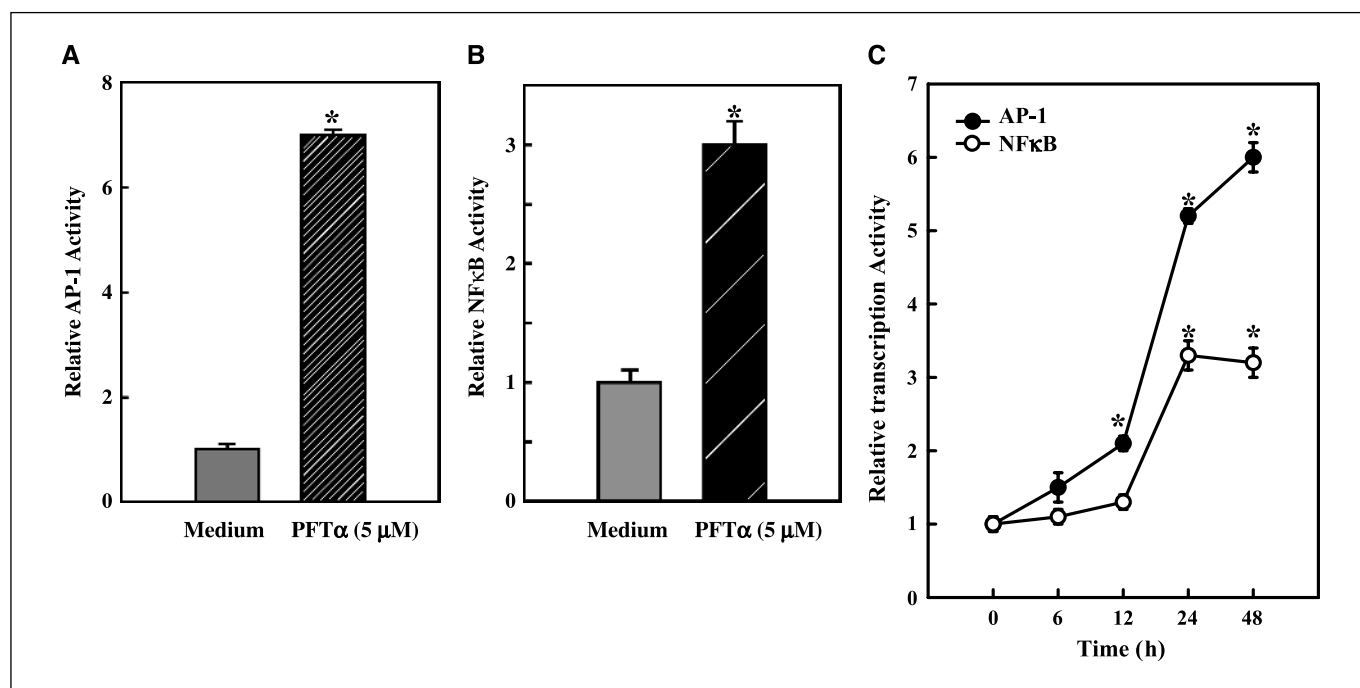 A
Relative AP-1 Activity
8
6
4
2
0
*
Medium
PFTα (5 μM)
B
Relative NFκB Activity
3
2
1
0
*
Medium
PFTα (5 μM)
C
Relative transcription Activity
7
6
5
4
3
2
1
0
AP-1
NFκB
*
*
*
*
*
0 6 12 24 48
Time (h)